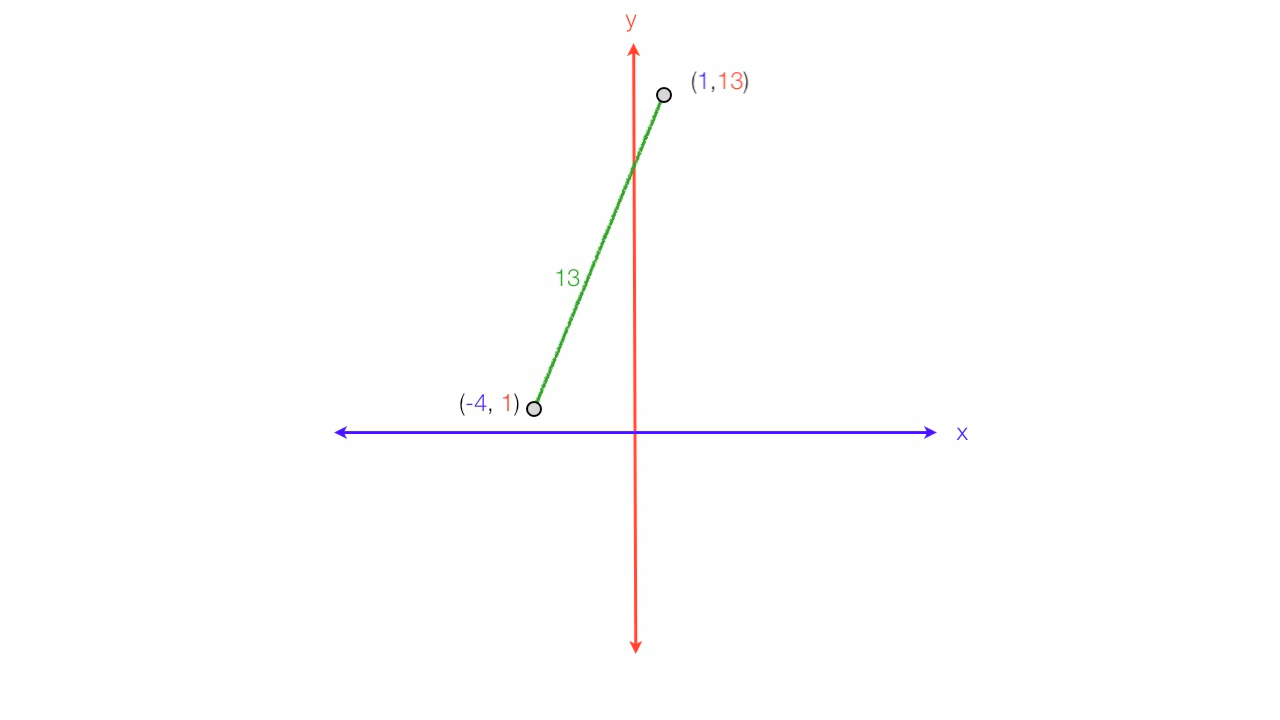 y
(1,13)
13
(-4, 1)
x